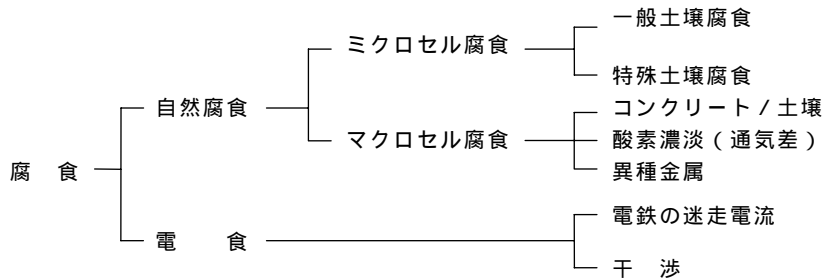 一般土壌腐食
ミクロセル腐食
特殊土壌腐食
自然腐食
コンクリート／土壌
マクロセル腐食
酸素濃淡（通気差）
腐　食
異種金属
電鉄の迷走電流
電　　食
干　渉